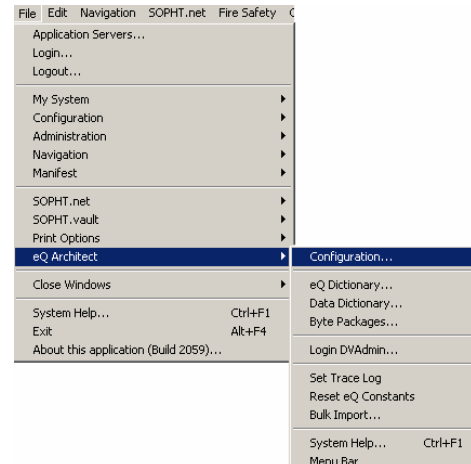 File Edit Navigation SOPHT.net Fire Safety
Application Servers...
Login...
Logout...
My System
Configuration
Administration
Navigation
Manifest
SOPHT.net
SOPHT.vault
Print Options
eQ Architect
Close Windows
System Help... Ctrl+F1
Exit Alt+F4
About this application (Build 2059)...
Configuration...
eQ Dictionary...
Data Dictionary...
Byte Packages...
Login DVAdmin...
Set Trace Log
Reset eQ Constants
Bulk Import...
System Help... Ctrl+F1
Menu Bar